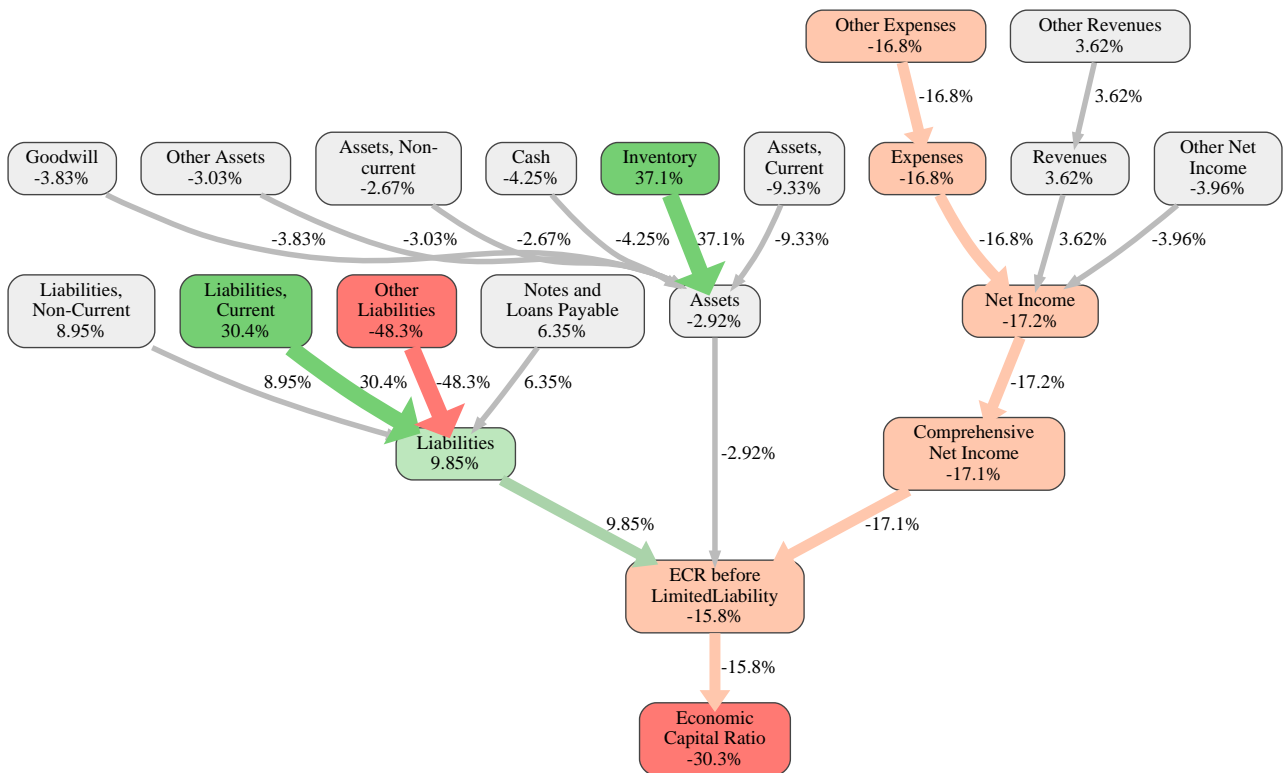 Other Expenses
-16.8%
Other Revenues
3.62%
-16.8%
3.62%
Goodwill
-3.83%
Other Assets
-3.03%
Assets, Non-
current
-2.67%
Cash
-4.25%
Inventory
37.1%
Assets,
Current
-9.33%
Expenses
-16.8%
Revenues
3.62%
Other Net
Income
-3.96%
-3.83%
-3.03%
-2.67%
-4.25%
37.1%
-9.33%
-16.8%
3.62%
-3.96%
Liabilities,
Non-Current
8.95%
Liabilities,
Current
30.4%
Other
Liabilities
-48.3%
Notes and
Loans Payable
6.35%
Assets
-2.92%
Net Income
-17.2%
8.95%
30.4%
-48.3%
6.35%
-17.2%
Liabilities
9.85%
-2.92%
Comprehensive
Net Income
-17.1%
9.85%
-17.1%
ECR before
LimitedLiability
-15.8%
-15.8%
Economic
Capital Ratio
-30.3%